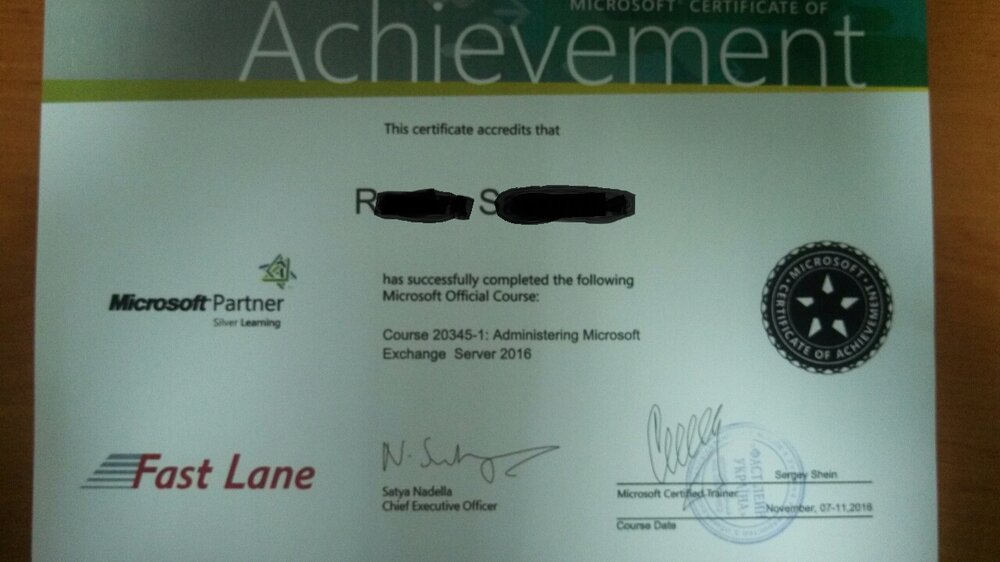 MICROSOFT CERTIFICATE OF
Achievement
This certificate accredits that
R S
has successfully completed the following
Microsoft Official Course:
Course 20345-1: Administering Microsoft
Exchange Server 2016
Microsoft Partner
Silver Learning
MICROSOFT
CERTIFICATE OF ACHIEVEMENT
Fast Lane
N. Satya Nadella
Chief Executive Officer
Sergey Shein
Microsoft Certified Trainer
November, 07-11,2016
Course Date
УКРАЇНА